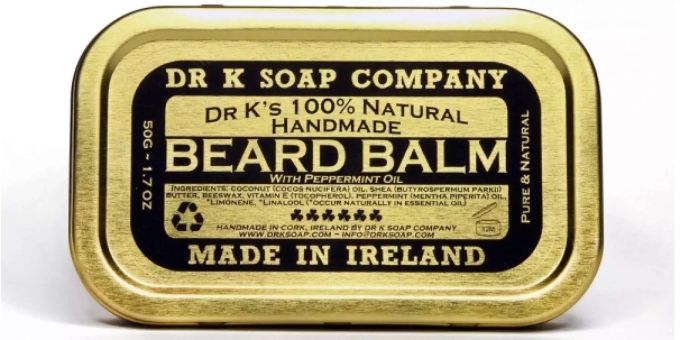 DR K SOAP COMPANY
DR K'S 100% NATURAL
HANDMADE
BEARD BALM
WITH PEPPERMINT OIL
INGREDIENTS: COCONUT (COCOS NUCIFERA) OIL, SHEA (BUTYROSPERMUM PARKII)
BUTTER, BEESWAX, VITAMIN E (TOCOPHEROL), PEPPERMINT (MENTHA PIPERITA) OIL,
*LIMONENE, *LINALOOL (*OCCUR NATURALLY IN ESSENTIAL OIL)
HANDMADE IN CORK, IRELAND BY DR K SOAP COMPANY
WWW.DRKSOAP.COM ~ INFO@DRKSOAP.COM
MADE IN IRELAND
50G ~ 1.7OZ
PURE & NATURAL